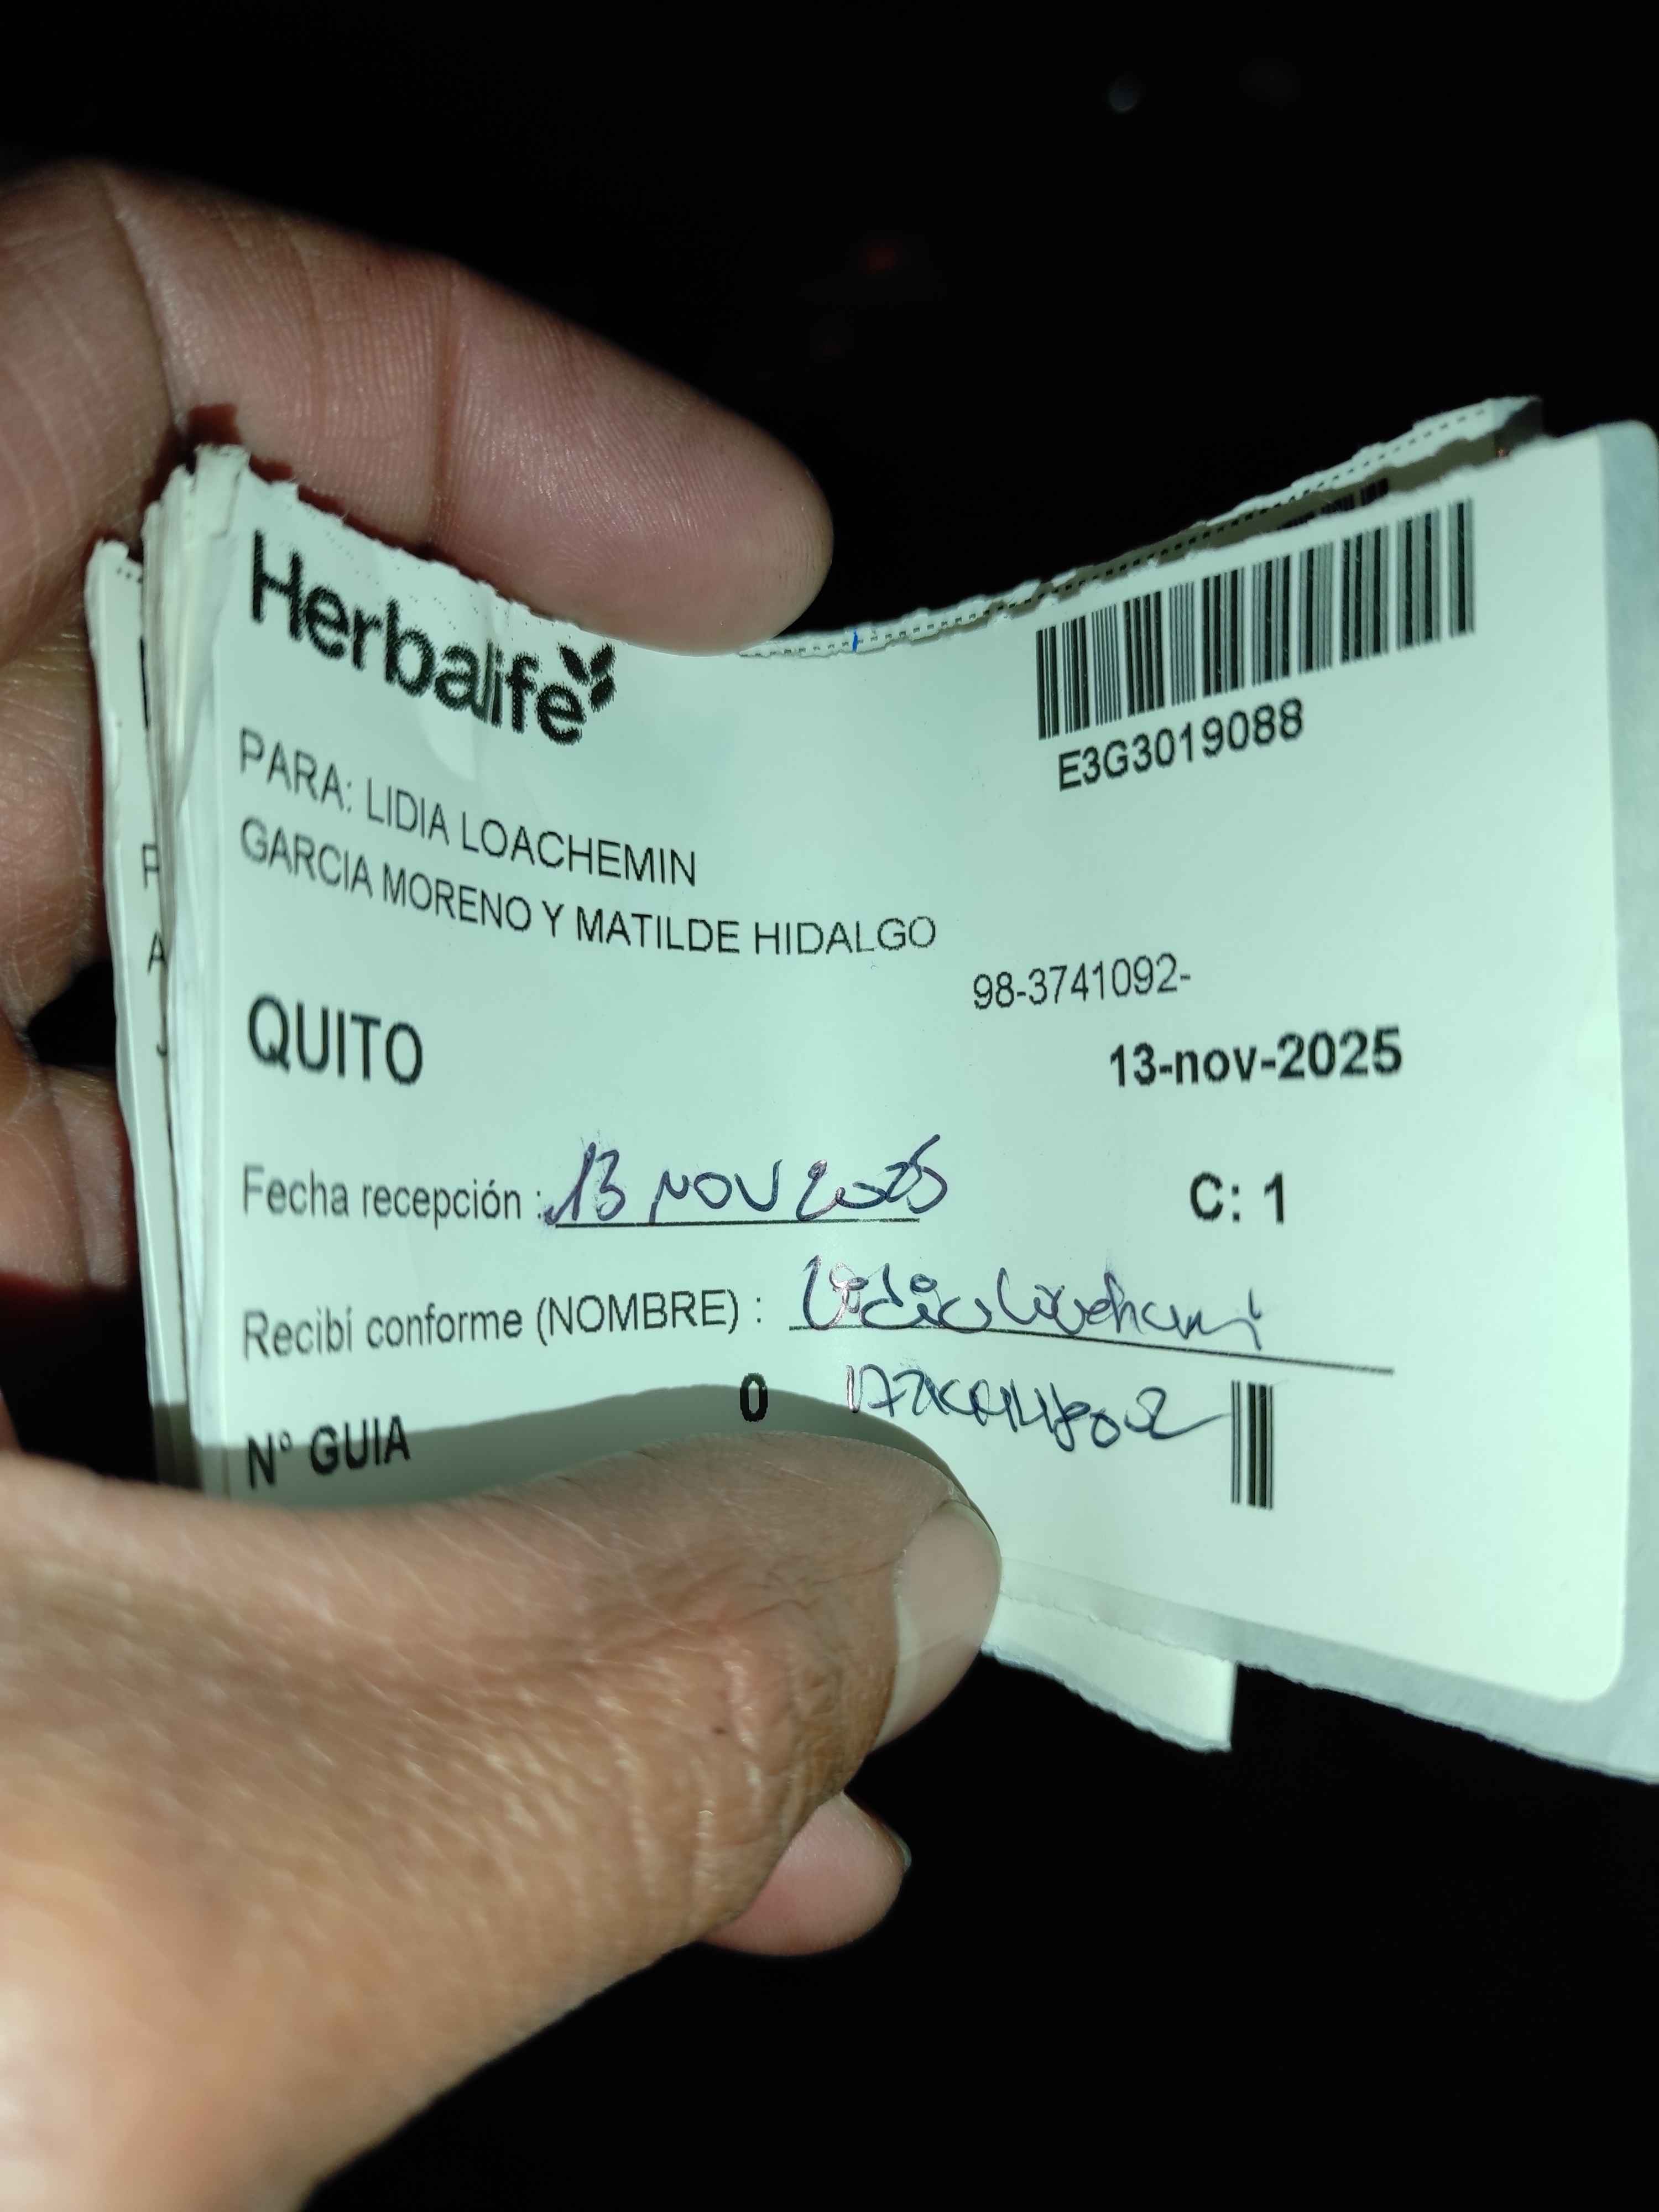 Herbalife
E3G3019088
PARA: LIDIA LOACHEMIN
GARCIA MORENO Y MATILDE HIDALGO
98-3741092-
QUITO
13-nov-2025
Fecha recepción : 13 NOV 2025
C: 1
Recibí conforme (NOMBRE) : Lidia
N° GUIA 0